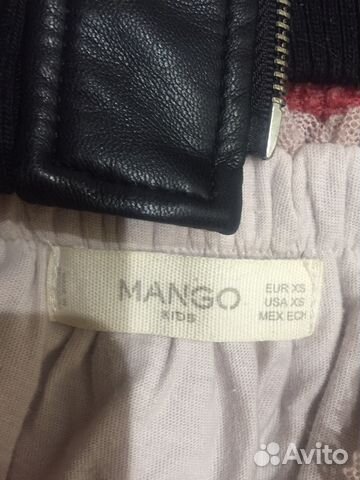 MANGO
KIDS
EUR XS
USA XS
MEX ECH
Avito